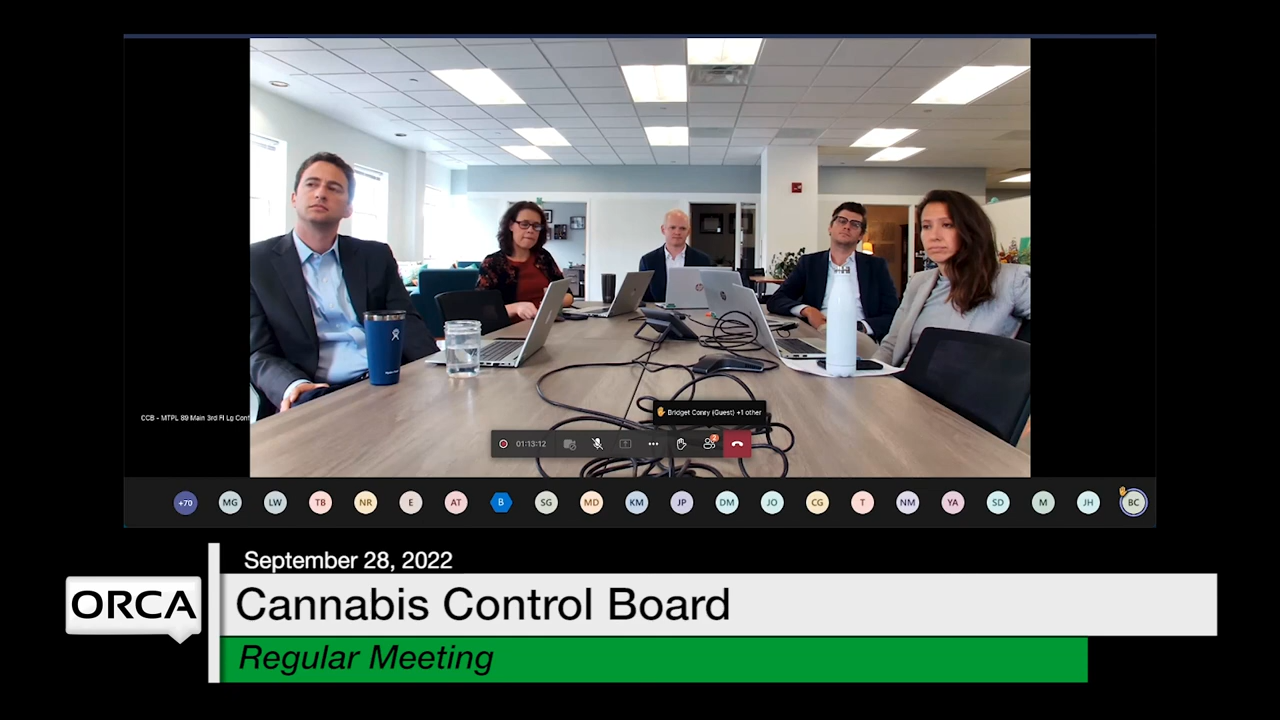 CCB - MTPL 89 Main 3rd Fl Lg Conf
Bridget Conry (Guest) +1 other
01:13:12
2
+70 MG LW TB NR E AT B SG MD KM JP DM JO CG T NM YA SD M JH BC
September 28, 2022
ORCA
Cannabis Control Board
Regular Meeting